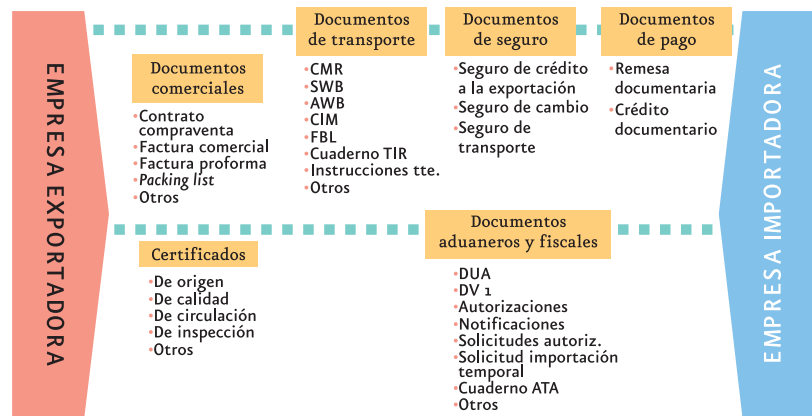 EMPRESA EXPORTADORA
Documentos
comerciales
•Contrato
compraventa
•Factura comercial
•Factura proforma
•Packing list
•Otros
Documentos
de transporte
•CMR
•SWB
•AWB
•CIM
•FBL
•Cuaderno TIR
•Instrucciones tte.
•Otros
Documentos
de seguro
•Seguro de crédito
a la exportación
•Seguro de cambio
•Seguro de
transporte
Documentos
de pago
•Remesa
documentaria
•Crédito
documentario
Certificados
•De origen
•De calidad
•De circulación
•De inspección
•Otros
Documentos
aduaneros y fiscales
•DUA
•DV 1
•Autorizaciones
•Notificaciones
•Solicitudes autoriz.
•Solicitud importación
temporal
•Cuaderno ATA
•Otros
EMPRESA IMPORTADORA